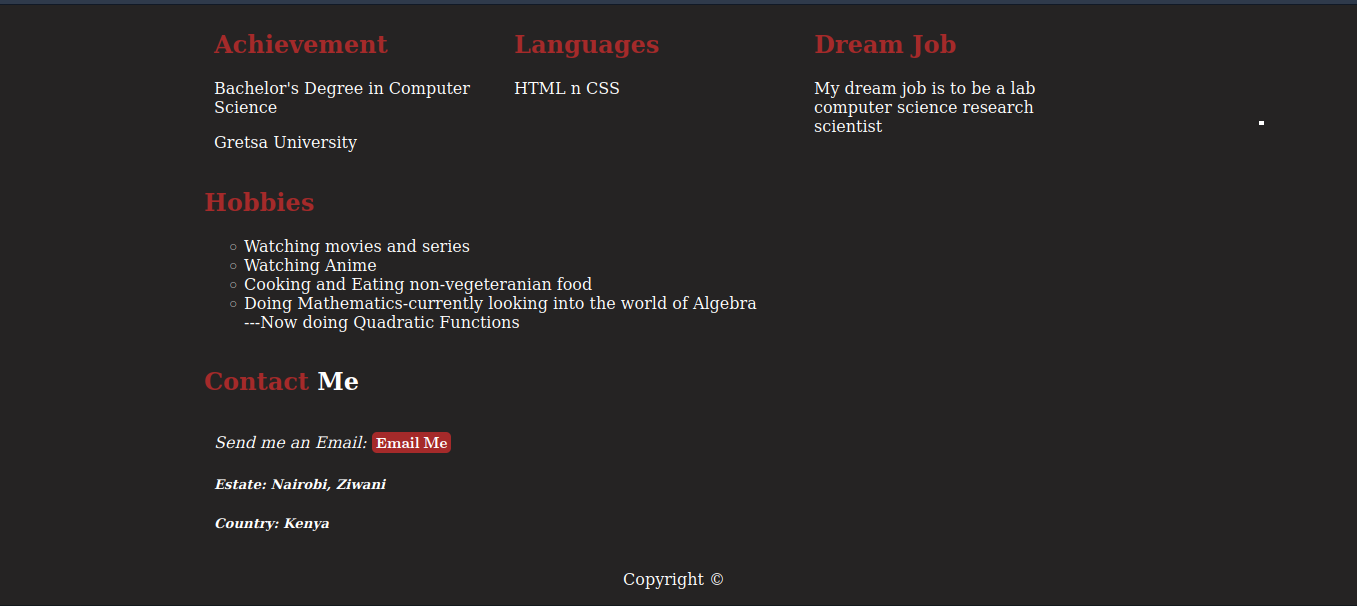 Achievement
Languages
Dream Job
Bachelor's Degree in Computer
Science
Gretsa University
HTML n CSS
My dream job is to be a lab
computer science research
scientist
Hobbies
Watching movies and series
Watching Anime
Cooking and Eating non-vegeteranian food
Doing Mathematics-currently looking into the world of Algebra
---Now doing Quadratic Functions
Contact Me
Send me an Email: Email Me
Estate: Nairobi, Ziwani
Country: Kenya
Copyright ©